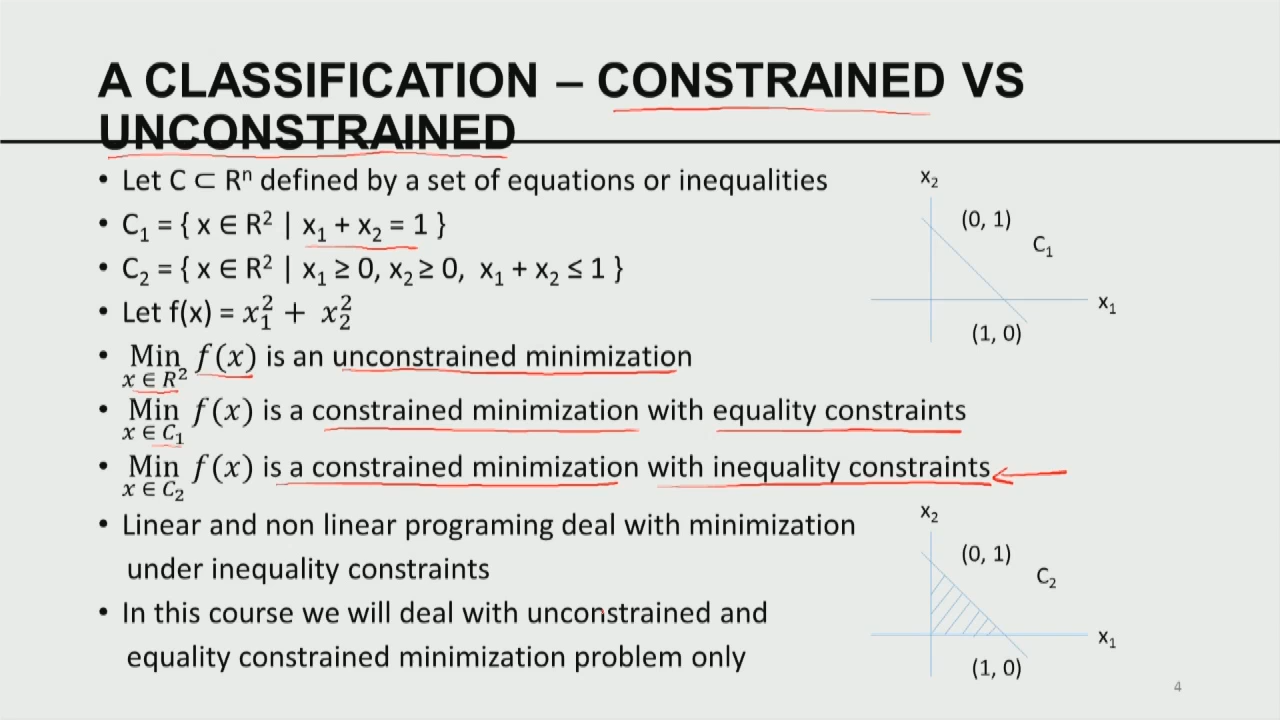 A CLASSIFICATION – CONSTRAINED VS
UNCONSTRAINED
• Let C ⊂ Rⁿ defined by a set of equations or inequalities
• C₁ = { x ∈ R² | x₁ + x₂ = 1 }
• C₂ = { x ∈ R² | x₁ ≥ 0, x₂ ≥ 0, x₁ + x₂ ≤ 1 }
• Let f(x) = x₁² + x₂²
• Min f(x) is an unconstrained minimization
x ∈ R²
• Min f(x) is a constrained minimization with equality constraints
x ∈ C₁
• Min f(x) is a constrained minimization with inequality constraints
x ∈ C₂
• Linear and non linear programing deal with minimization
under inequality constraints
• In this course we will deal with unconstrained and
equality constrained minimization problem only
x₂
(0, 1)
C₁
x₁
(1, 0)
x₂
(0, 1)
C₂
x₁
(1, 0)
4